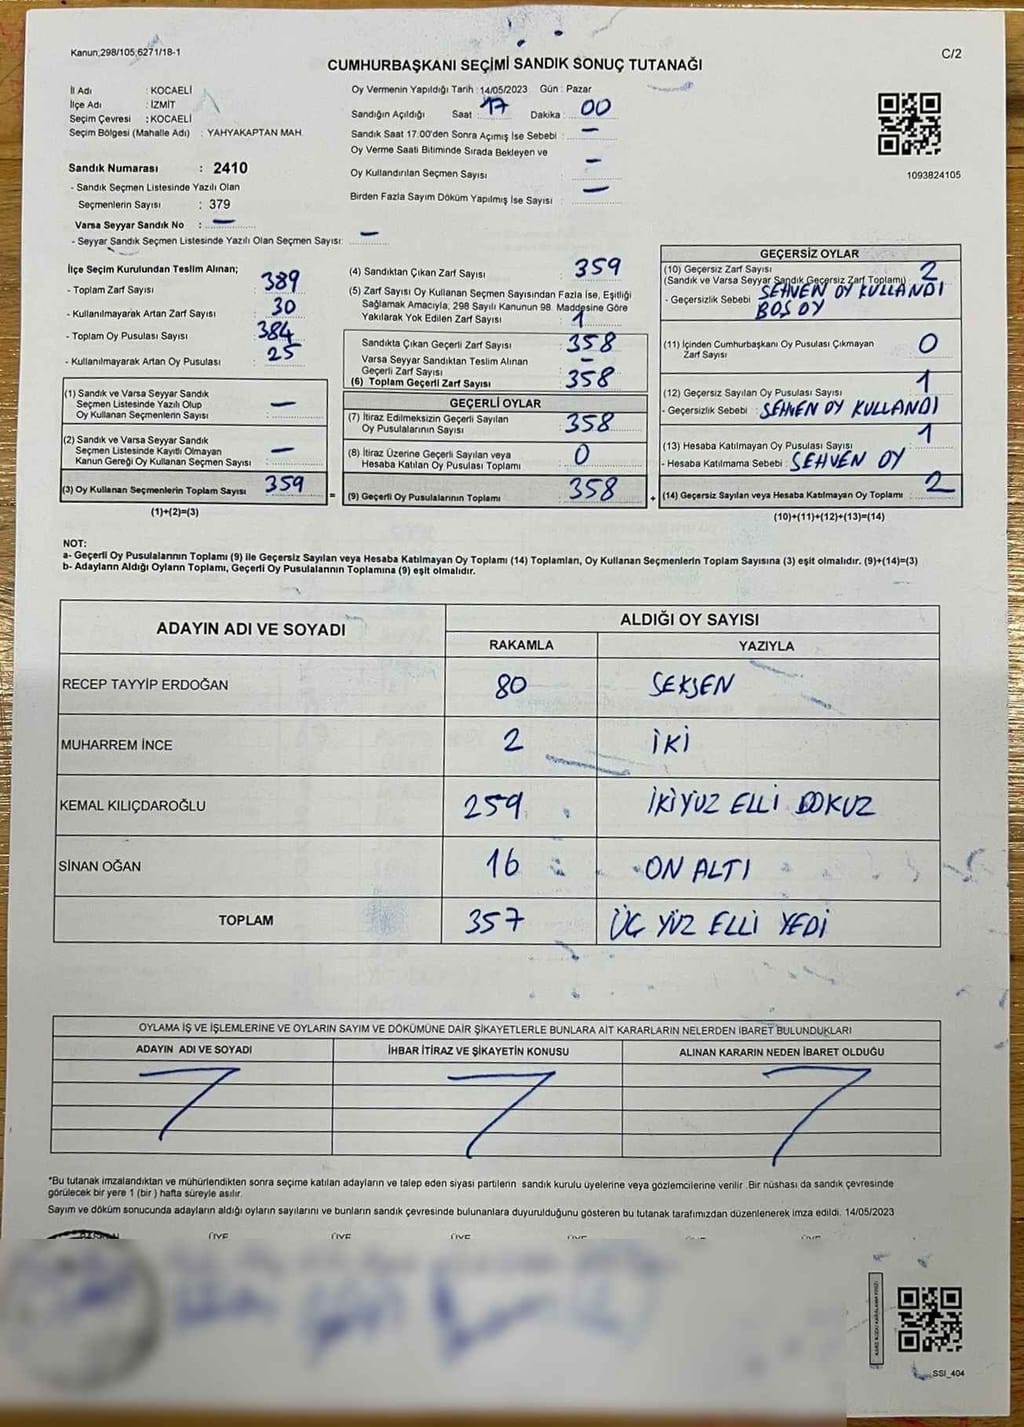 Kanun,298/105,6271/18-1
C/2
CUMHURBAŞKANI SEÇİMİ SANDIK SONUÇ TUTANAĞI
İl Adı : KOCAELİ
İlçe Adı : İZMİT
Seçim Çevresi : KOCAELİ
Seçim Bölgesi (Mahalle Adı) : YAHYAKAPTAN MAH.
Sandık Numarası : 2410
- Sandık Seçmen Listesinde Yazılı Olan
Seçmenlerin Sayısı : 379
Varsa Seyyar Sandık No : —
- Seyyar Sandık Seçmen Listesinde Yazılı Olan Seçmen Sayısı: —
Oy Vermenin Yapıldığı Tarih : 14/05/2023 Gün : Pazar
Sandığın Açıldığı Saat : 17 Dakika : 00
Sandık Saat 17:00'den Sonra Açımış İse Sebebi : —
Oy Verme Saati Bitiminde Sırada Bekleyen ve
Oy Kullandırılan Seçmen Sayısı : —
Birden Fazla Sayım Döküm Yapılmış İse Sayısı : —
1093824105
İlçe Seçim Kurulundan Teslim Alınan;
- Toplam Zarf Sayısı : 389
- Kullanılmayarak Artan Zarf Sayısı : 30
- Toplam Oy Pusulası Sayısı : 384
- Kullanılmayarak Artan Oy Pusulası : 25
(1) Sandık ve Varsa Seyyar Sandık
Seçmen Listesinde Yazılı Olup
Oy Kullanan Seçmenlerin Sayısı : —
(2) Sandık ve Varsa Seyyar Sandık
Seçmen Listesinde Kayıtlı Olmayan
Kanun Gereği Oy Kullanan Seçmen Sayısı : —
(3) Oy Kullanan Seçmenlerin Toplam Sayısı 359
(1)+(2)=(3)
=
(4) Sandıktan Çıkan Zarf Sayısı : 359
(5) Zarf Sayısı Oy Kullanan Seçmen Sayısından Fazla İse, Eşitliği
Sağlamak Amacıyla, 298 Sayılı Kanunun 98. Maddesine Göre
Yakılarak Yok Edilen Zarf Sayısı : 1
Sandıkta Çıkan Geçerli Zarf Sayısı : 358
Varsa Seyyar Sandıktan Teslim Alınan
Geçerli Zarf Sayısı : —
(6) Toplam Geçerli Zarf Sayısı : 358
GEÇERLİ OYLAR
(7) İtiraz Edilmeksizin Geçerli Sayılan
Oy Pusulalarının Sayısı : 358
(8) İtiraz Üzerine Geçerli Sayılan veya
Hesaba Katılan Oy Pusulası Toplamı : 0
(9) Geçerli Oy Pusulalarının Toplamı : 358
+
GEÇERSİZ OYLAR
(10) Geçersiz Zarf Sayısı
(Sandık ve Varsa Seyyar Sandık Geçersiz Zarf Toplamı) : 2
- Geçersizlik Sebebi : SEHVEN OY KULLANDI
BOŞ OY
(11) İçinden Cumhurbaşkanı Oy Pusulası Çıkmayan
Zarf Sayısı : 0
(12) Geçersiz Sayılan Oy Pusulası Sayısı : 1
- Geçersizlik Sebebi : SEHVEN OY KULLANDI
(13) Hesaba Katılmayan Oy Pusulası Sayısı : 1
- Hesaba Katılmama Sebebi : SEHVEN OY
(14) Geçersiz Sayılan veya Hesaba Katılmayan Oy Toplamı : 2
(10)+(11)+(12)+(13)=(14)
NOT:
a- Geçerli Oy Pusulalarının Toplamı (9) ile Geçersiz Sayılan veya Hesaba Katılmayan Oy Toplamı (14) Toplamları, Oy Kullanan Seçmenlerin Toplam Sayısına (3) eşit olmalıdır. (9)+(14)=(3)
b- Adayların Aldığı Oyların Toplamı, Geçerli Oy Pusulalarının Toplamına (9) eşit olmalıdır.
ADAYIN ADI VE SOYADI
ALDIĞI OY SAYISI
RAKAMLA YAZIYLA
RECEP TAYYİP ERDOĞAN 80 SEKSEN
MUHARREM İNCE 2 İKİ
KEMAL KILIÇDAROĞLU 259 İKİYÜZ ELLİ DOKUZ
SİNAN OĞAN 16 ON ALTI
TOPLAM 357 ÜÇ YÜZ ELLİ YEDİ
OYLAMA İŞ VE İŞLEMLERİNE VE OYLARIN SAYIM VE DÖKÜMÜNE DAİR ŞİKAYETLERLE BUNLARA AİT KARARLARIN NELERDEN İBARET BULUNDUKLARI
ADAYIN ADI VE SOYADI İHBAR İTİRAZ VE ŞİKAYETİN KONUSU ALINAN KARARIN NEDEN İBARET OLDUĞU
*Bu tutanak imzalandıktan ve mühürlendikten sonra seçime katılan adayların ve talep eden siyasi partilerin sandık kurulu üyelerine veya gözlemcilerine verilir .Bir nüshası da sandık çevresinde
görülecek bir yere 1 (bir ) hafta süreyle asılır.
Sayım ve döküm sonucunda adayların aldığı oyların sayılarını ve bunların sandık çevresinde bulunanlara duyurulduğunu gösteren bu tutanak tarafımızdan düzenlenerek imza edildi. 14/05/2023
ÜYE ÜYE ÜYE ÜYE ÜYE
SSI_404